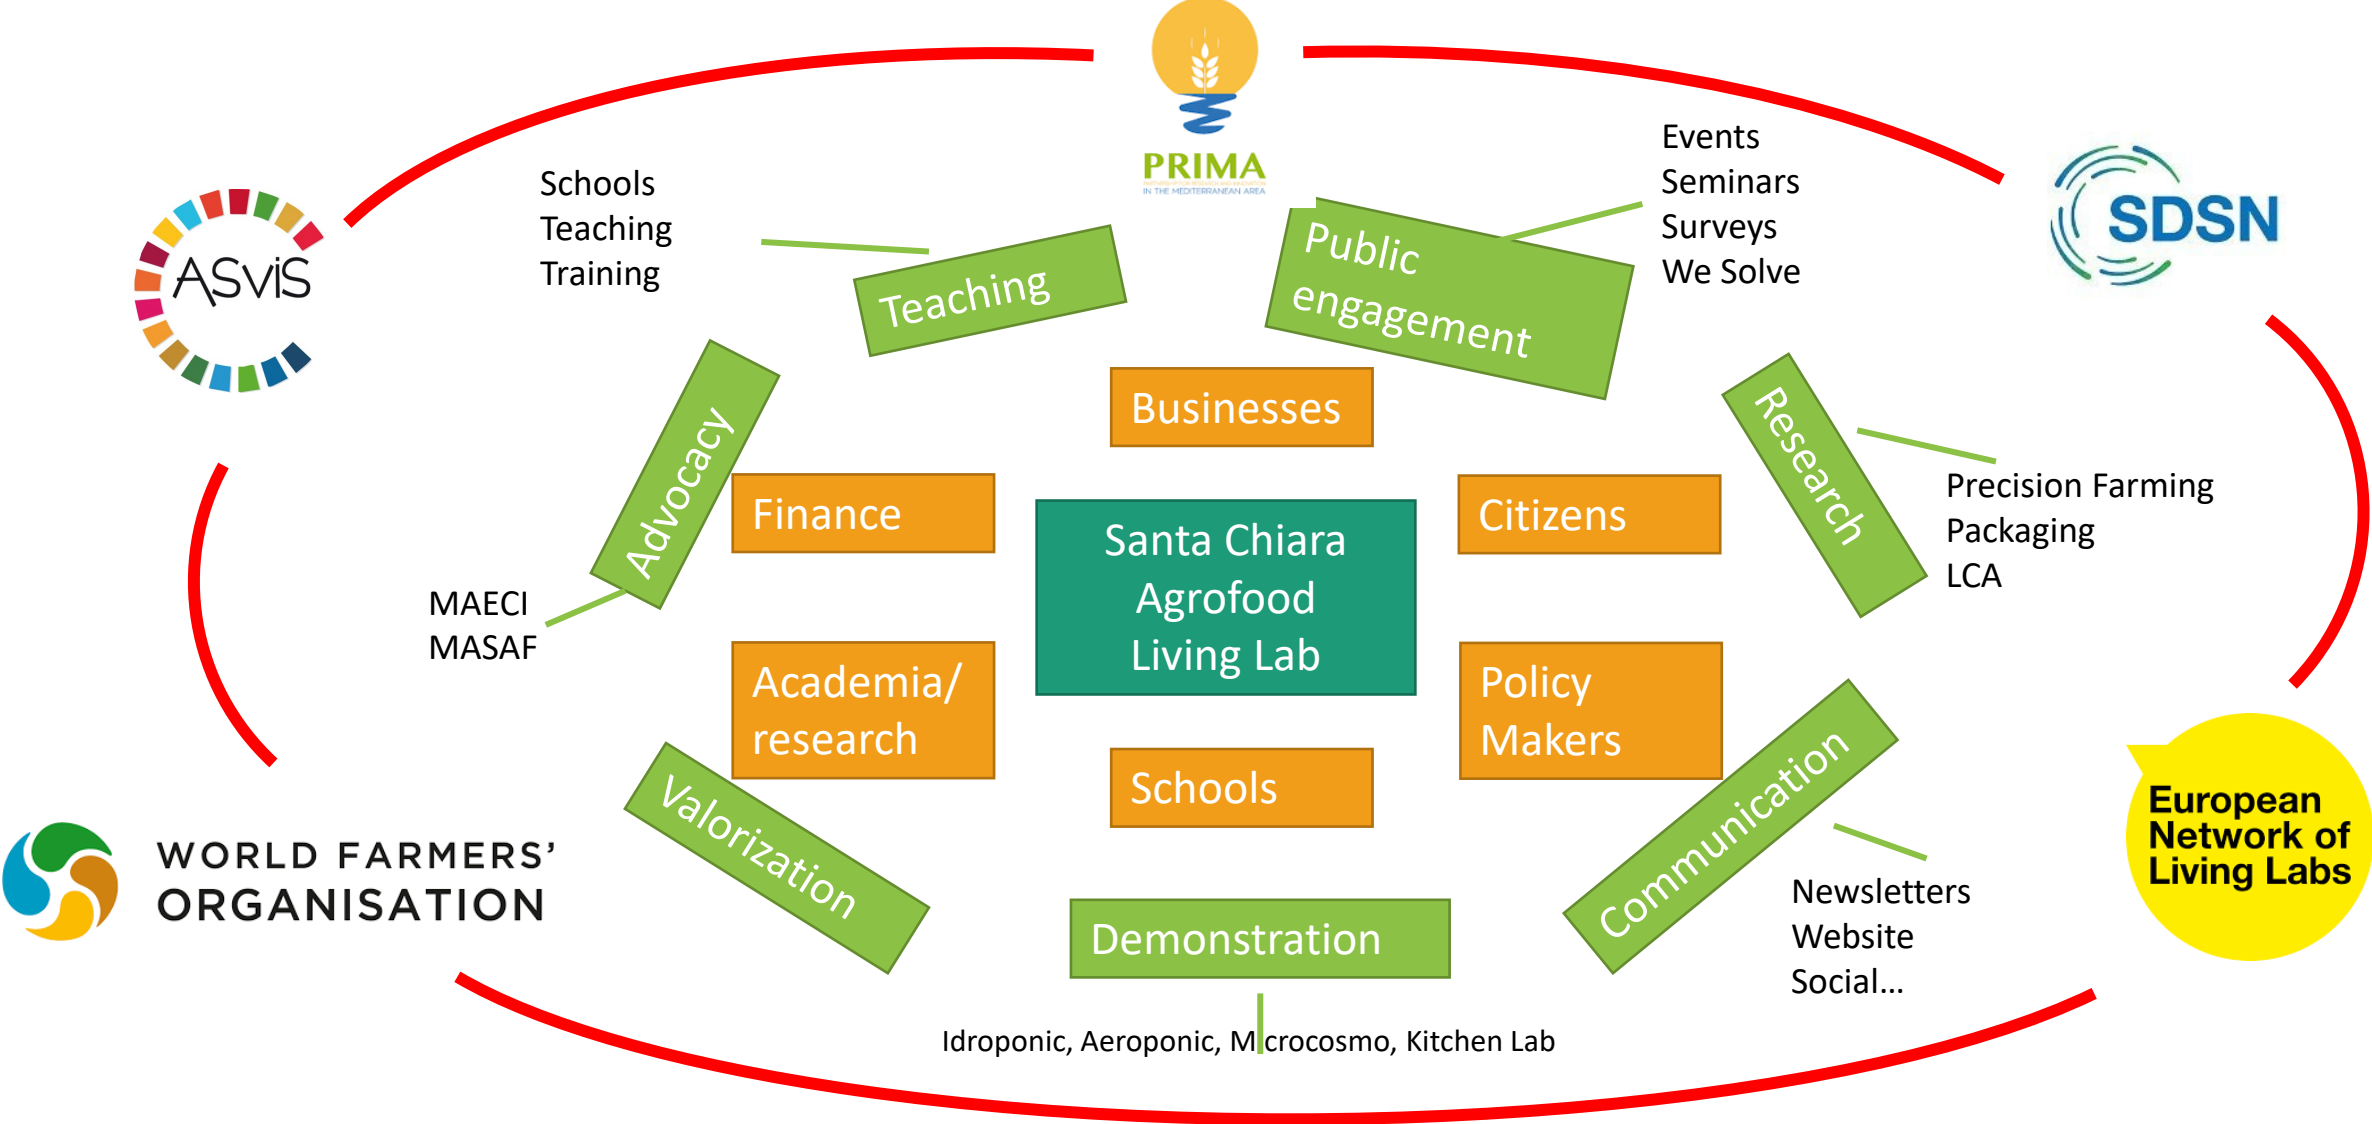 PRIMA
IN THE MEDITERRANEAN AREA
Events
Seminars
Surveys
We Solve
SDSN
Schools
Teaching
Training
ASviS
Teaching
Public
engagement
Businesses
Advocacy
Research
Finance
Citizens
Precision Farming
Packaging
LCA
Santa Chiara
Agrofood
Living Lab
MAECI
MASAF
Academia/
research
Policy
Makers
Schools
Valorization
Communication
European
Network of
Living Labs
WORLD FARMERS’
ORGANISATION
Demonstration
Newsletters
Website
Social...
Idroponic, Aeroponic, Microcosmo, Kitchen Lab